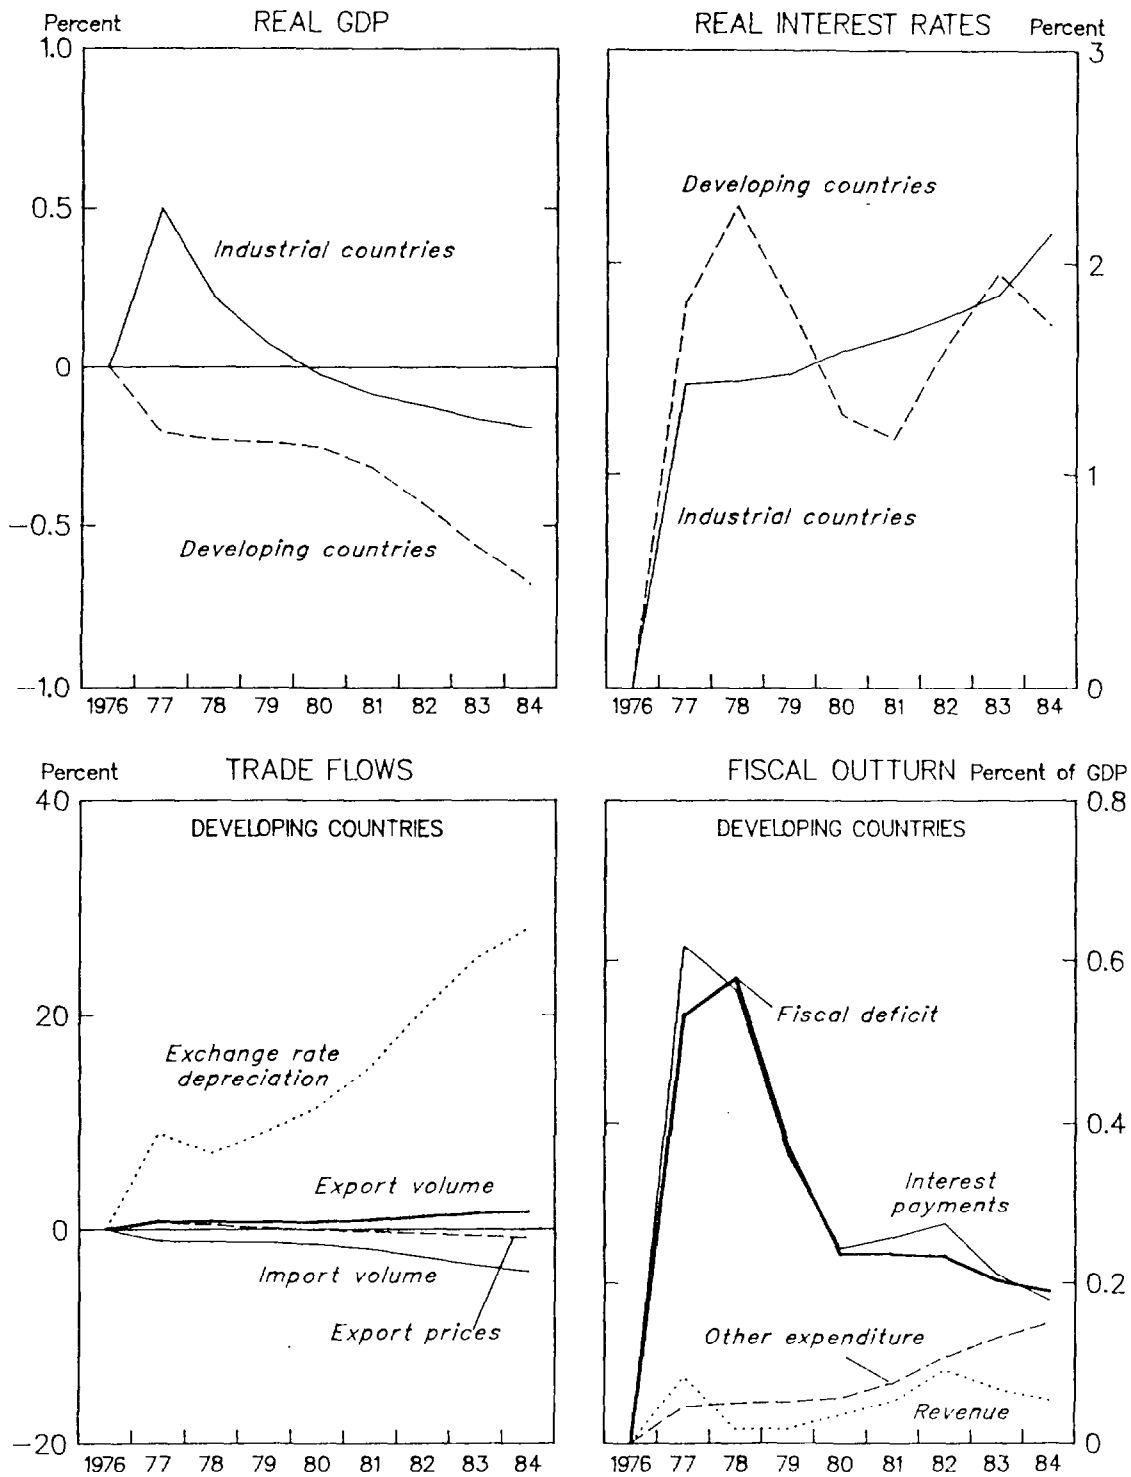 Percent REAL GDP
1.0
0.5
0
−0.5
−1.0
Industrial countries
Developing countries
1976 77 78 79 80 81 82 83 84
REAL INTEREST RATES Percent
3
2
1
0
Developing countries
Industrial countries
1976 77 78 79 80 81 82 83 84
Percent TRADE FLOWS
DEVELOPING COUNTRIES
40
20
0
−20
Exchange rate
depreciation
Export volume
Import volume
Export prices
1976 77 78 79 80 81 82 83 84
FISCAL OUTTURN Percent of GDP
DEVELOPING COUNTRIES
0.8
0.6
0.4
0.2
0
Fiscal deficit
Interest
payments
Other expenditure
Revenue
1976 77 78 79 80 81 82 83 84